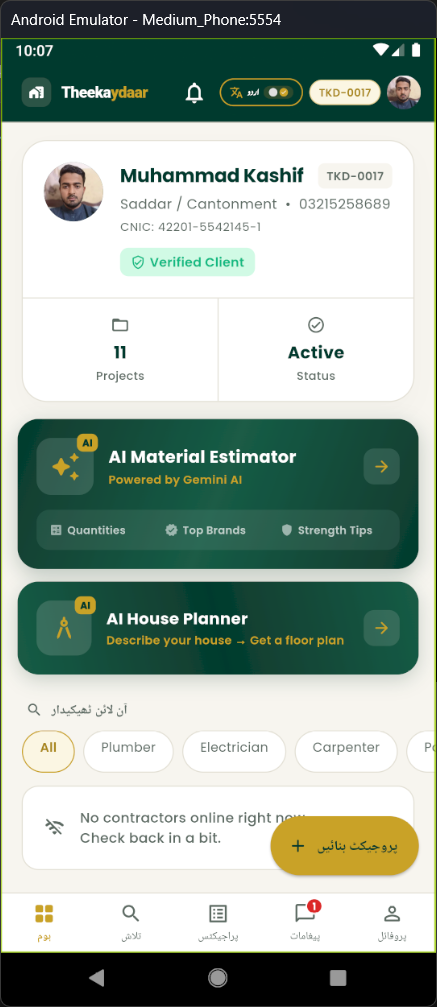 Android Emulator - Medium_Phone:5554
10:07
Theekaydaar
اردو
TKD-0017
Muhammad Kashif
TKD-0017
Saddar / Cantonment • 03215258689
CNIC: 42201-5542145-1
Verified Client
11
Projects
Active
Status
AI
AI Material Estimator
Powered by Gemini AI
Quantities
Top Brands
Strength Tips
AI
AI House Planner
Describe your house → Get a floor plan
آن لائن ٹھیکیدار
All
Plumber
Electrician
Carpenter
No contractors online right now.
Check back in a bit.
+ پروجیکٹ بنائیں
1
ہوم
تلاش
پراجیکٹس
پیغامات
پروفائل